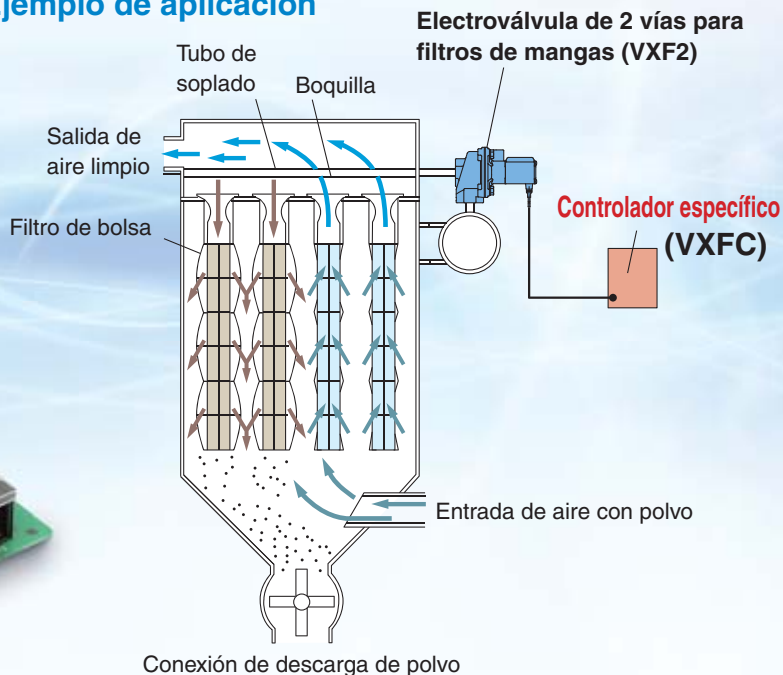 jemplo de aplicación
Electroválvula de 2 vías para
filtros de mangas (VXF2)
Tubo de
soplado
Boquilla
Salida de
aire limpio
Filtro de bolsa
Controlador específico
(VXFC)
Entrada de aire con polvo
Conexión de descarga de polvo